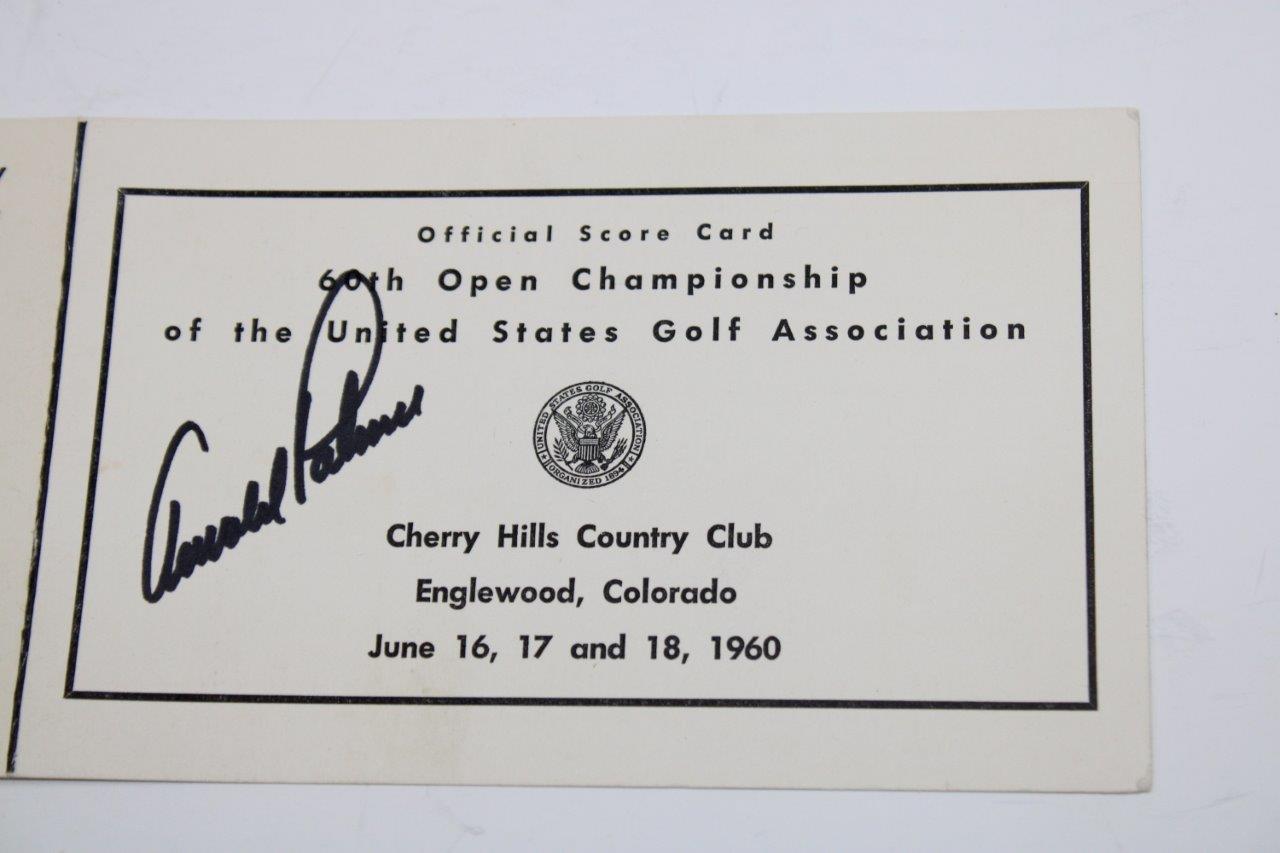 Official Score Card
60th Open Championship
of the United States Golf Association
UNITED STATES GOLF ASSOCIATION
ORGANIZED 1894
Arnold Palmer
Cherry Hills Country Club
Englewood, Colorado
June 16, 17 and 18, 1960